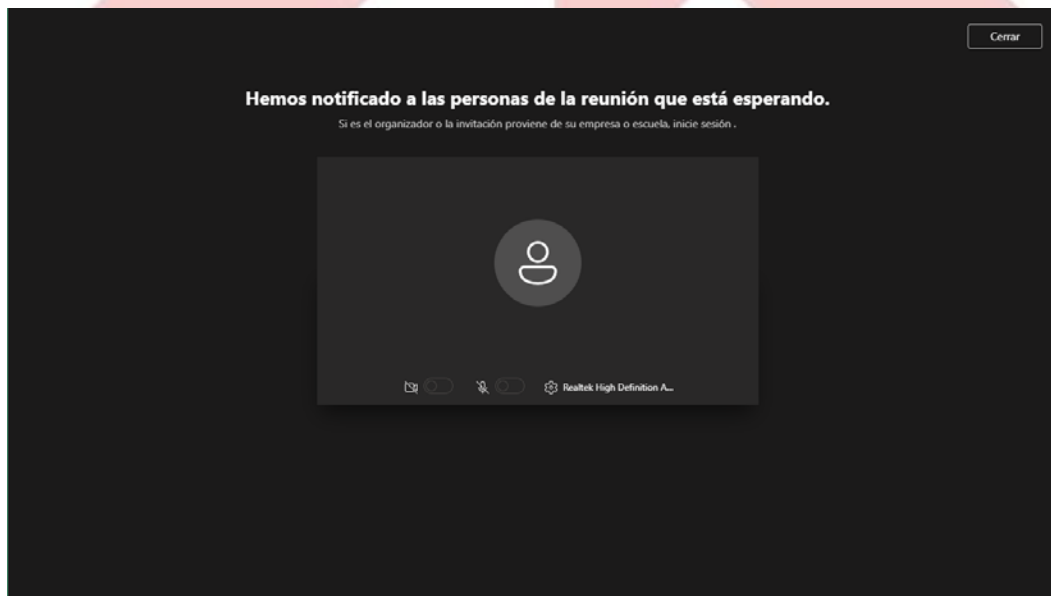 Cerrar
Hemos notificado a las personas de la reunión que está esperando.
Si es el organizador o la invitación proviene de su empresa o escuela, inicie sesión .
Realtek High Definition A...